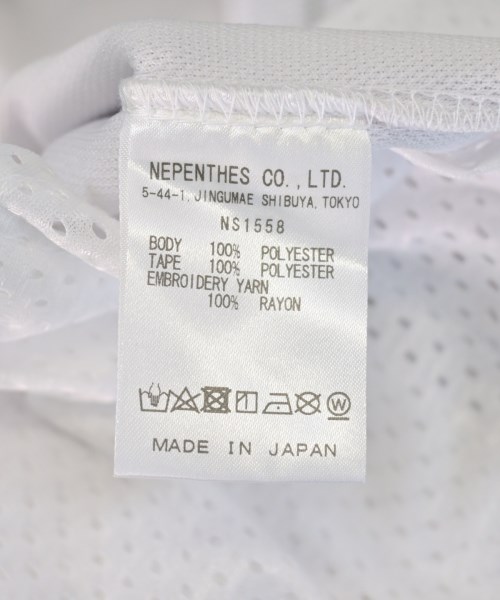 NEPENTHES CO.,LTD.
5-44-1, JINGUMAE SHIBUYA, TOKYO
NS1558
BODY 100% POLYESTER
TAPE 100% POLYESTER
EMBROIDERY YARN
100% RAYON
W
MADE IN JAPAN